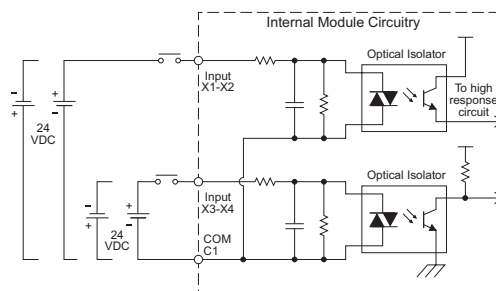 Internal Module Circuitry
Optical Isolator
Input
X1-X2
To high
response
circuit
- +
+ -
24
VDC
Optical Isolator
Input
X3-X4
- +
+ -
24
VDC
COM
C1